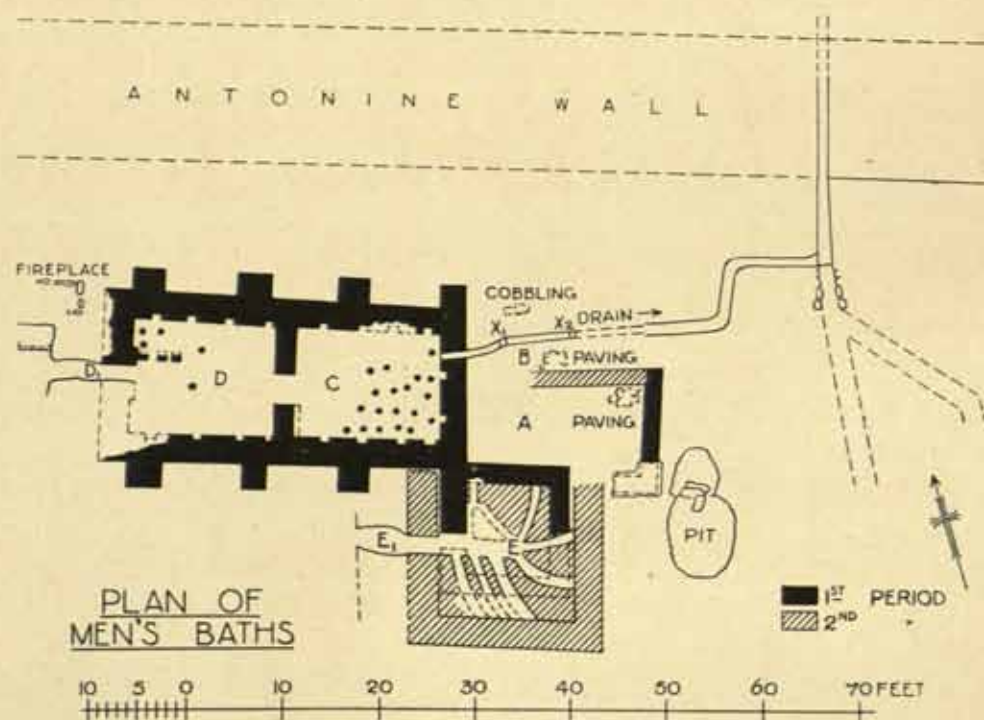 ANTONINE WALL
FIREPLACE
COBBLING
X₁
X₂
DRAIN →
B
PAVING
D₁
D
C
A
PAVING
E₁
E
PIT
PLAN OF
MEN'S BATHS
1ST PERIOD
2ND "
10 5 0 10 20 30 40 50 60 70 FEET